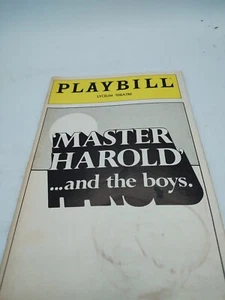 PLAYBILL
LYCEUM THEATRE
'MASTER
HAROLD'
...and the boys.